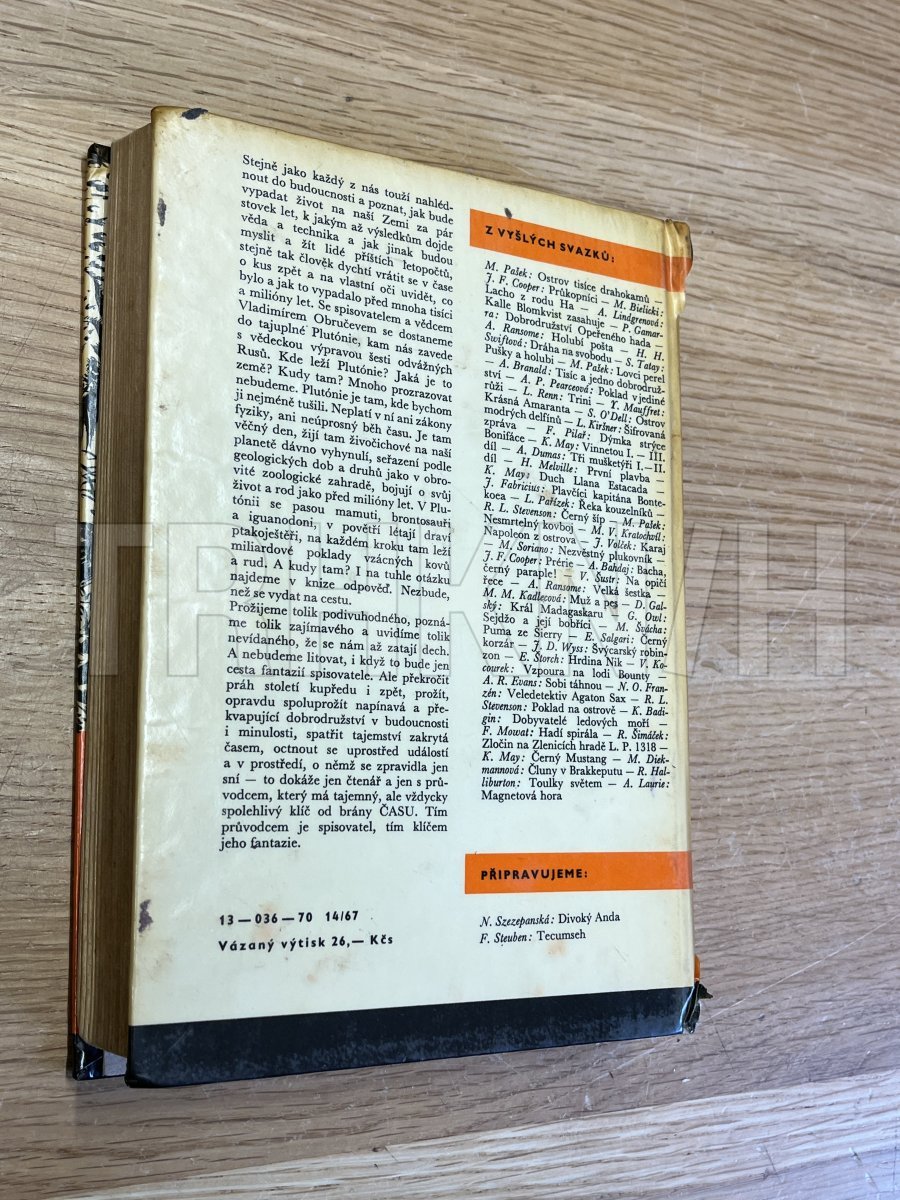 Stejně jako každý z nás touží nahléd-
nout do budoucnosti a poznat, jak bude
vypadat život na naší Zemi za pár
stovek let, k jakým až výsledkům dojde
věda a technika a jak jinak budou
myslit a žít lidé příštích letopočtů,
stejně tak člověk dychtí vrátit se v čase
o kus zpět a na vlastní oči uvidět, co
bylo a jak to vypadalo před mnoha tisíci
a milióny let. Se spisovatelem a vědcem
Vladimírem Obručevem se dostaneme
do tajuplné Plutónie, kam nás zavede
s vědeckou výpravou šesti odvážných
Rusů. Kde leží Plutónie? Jaká je to
země? Kudy tam? Mnoho prozrazovat
nebudeme. Plutónie je tam, kde bychom
ji nejméně tušili. Neplatí v ní ani zákony
fyziky, ani neúprosný běh času. Je tam
věčný den, žijí tam živočichové na naší
planetě dávno vyhynulí, seřazení podle
geologických dob a druhů jako v obro-
vité zoologické zahradě, bojují o svůj
život a rod jako před milióny let. V Plu-
tónii se pasou mamuti, brontosauři
a iguanodoni, v povětří létají draví
ptakoještěři, na každém kroku tam leží
miliardové poklady vzácných kovů
a rud. A kudy tam? I na tuhle otázku
najdeme v knize odpověď. Nezbude,
než se vydat na cestu.
Prožijeme tolik podivuhodného, pozná-
me tolik zajímavého a uvidíme tolik
nevídaného, že se nám až zatají dech.
A nebudeme litovat, i když to bude jen
cesta fantazií spisovatele. Ale překročit
práh století kupředu i zpět, prožít,
opravdu spoluprožít napínavá a pře-
kvapující dobrodružství v budoucnosti
i minulosti, spatřit tajemství zakrytá
časem, octnout se uprostřed událostí
a v prostředí, o němž se zpravidla jen
sní — to dokáže jen čtenář a jen s prů-
vodcem, který má tajemný, ale vždycky
spolehlivý klíč od brány ČASU. Tím
průvodcem je spisovatel, tím klíčem
jeho fantazie.
13—036—70 14/67
Vázaný výtisk 26,— Kčs
Z VYŠLÝCH SVAZKŮ:
M. Pašek: Ostrov tisíce drahokamů —
J. F. Cooper: Průkopníci — M. Bielicki:
Lacho z rodu Ha — A. Lindgrenová:
Kalle Blomkvist zasahuje — P. Gamar-
ra: Dobrodružství Opeřeného hada —
A. Ransome: Holubí pošta — H. H.
Swiftová: Dráha na svobodu — S. Tatay:
Pušky a holubi — M. Pašek: Lovci perel
— A. Branald: Tisíc a jedno dobrodruž-
ství — A. P. Pearceová: Poklad v jediné
růži — L. Renn: Trini — Y. Mauffret:
Krásná Amaranta — S. O'Dell: Ostrov
modrých delfínů — L. Kiršner: Šifrovaná
zpráva — F. Pilař: Dýmka strýce
Boniface — K. May: Vinnetou I. — III.
díl — A. Dumas: Tři mušketýři I.—II.
díl — H. Melville: První plavba —
K. May: Duch Llana Estacada —
J. Fabricius: Plavčíci kapitána Bonte-
koea — L. Pařízek: Řeka kouzelníků —
R. L. Stevenson: Černý šíp — M. Pašek:
Nesmrtelný kovboj — M. V. Kratochvíl:
Napoleon z ostrova — J. Volček: Karaj
— M. Soriano: Nezvěstný plukovník —
J. F. Cooper: Prérie — A. Bahdaj: Bacha,
černý paraple! — V. Šustr: Na opičí
řece — A. Ransome: Velká šestka —
M. M. Kadlecová: Muž a pes — D. Gal-
ský: Král Madagaskaru — G. Owl:
Sejdžo a její bobříci — M. Švácha:
Puma ze Sierry — E. Salgari: Černý
korzár — J. D. Wyss: Švýcarský robin-
zon — E. Štorch: Hrdina Nik — V. Ko-
courek: Vzpoura na lodi Bounty —
A. R. Evans: Sobi táhnou — N. O. Fran-
zén: Veledetektiv Agaton Sax — R. L.
Stevenson: Poklad na ostrově — K. Badi-
gin: Dobyvatelé ledových moří —
F. Mowat: Hadí spirála — R. Šimáček:
Zločin na Zlenicích hradě L. P. 1318 —
K. May: Černý Mustang — M. Diek-
mannová: Čluny v Brakkeputu — R. Hal-
liburton: Toulky světem — A. Laurie:
Magnetová hora
PŘIPRAVUJEME:
N. Szezepanská: Divoký Anda
F. Steuben: Tecumseh